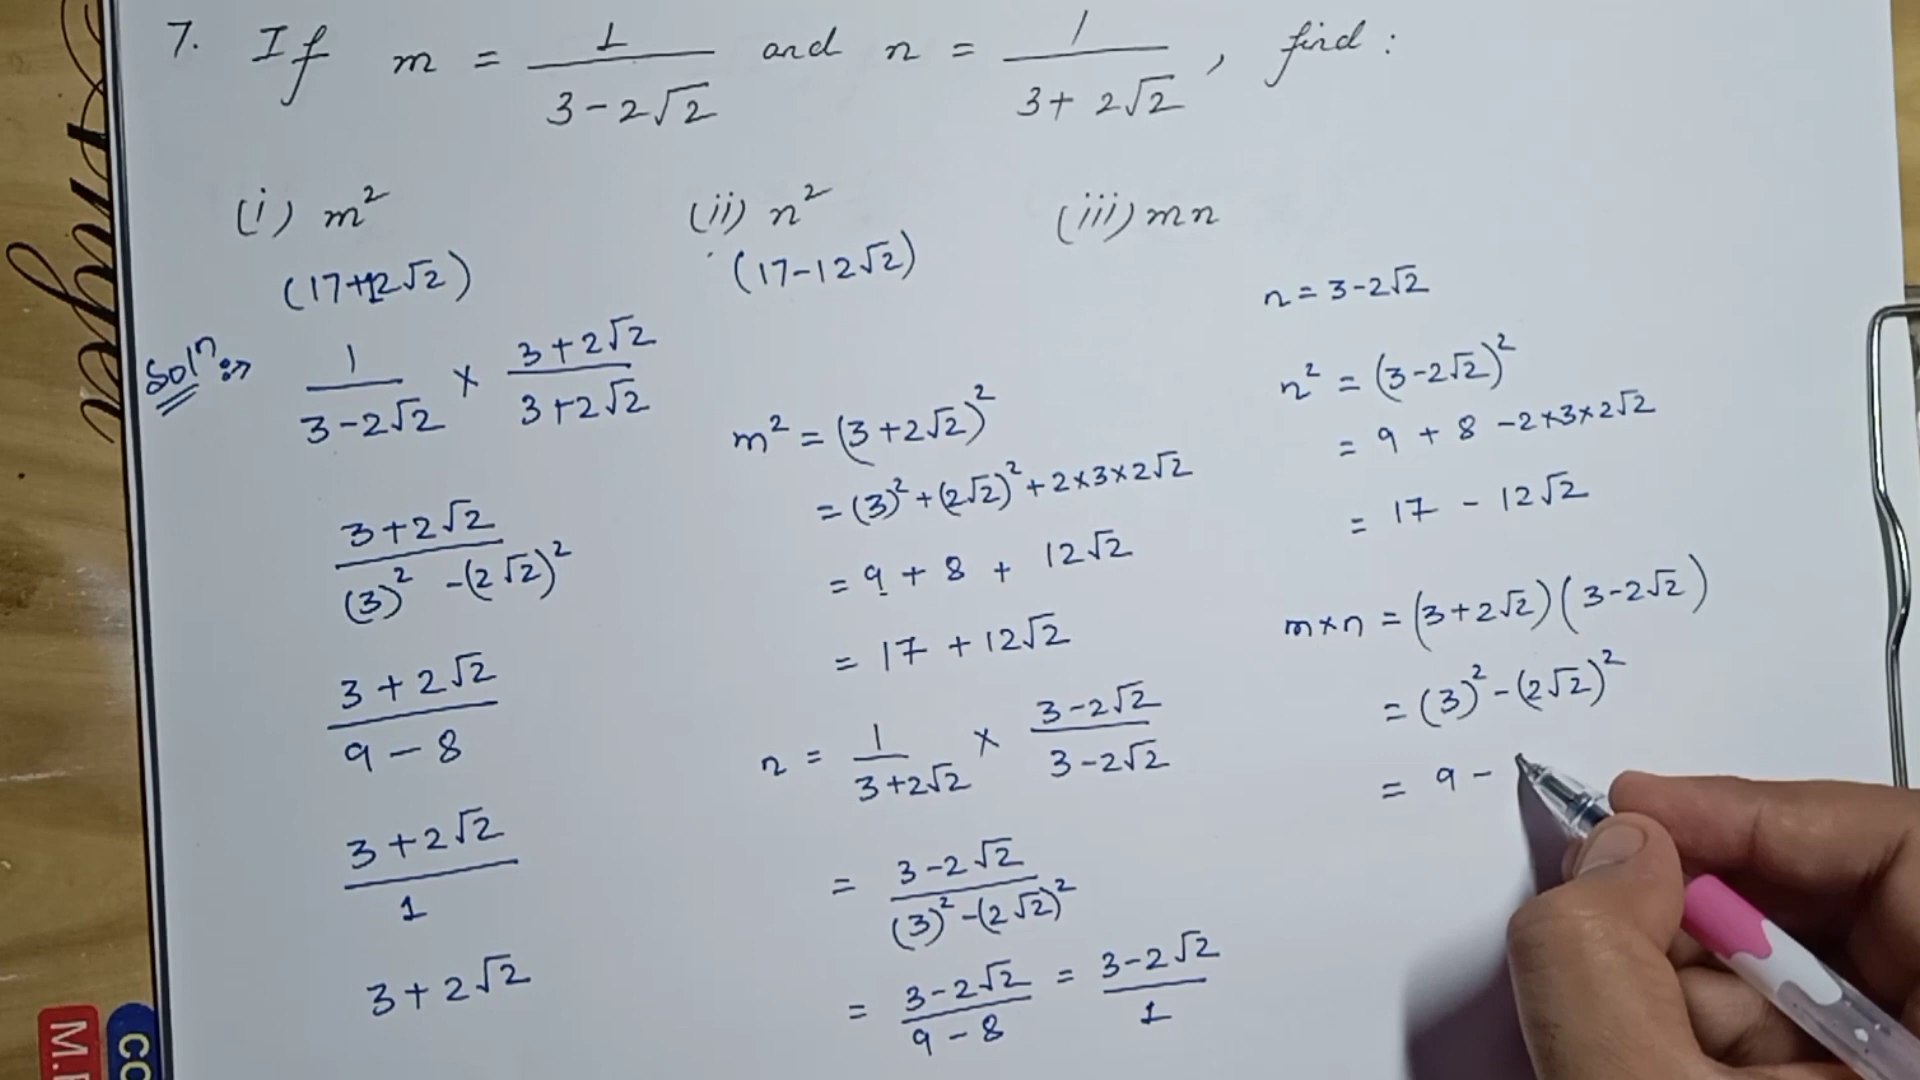 7. If m = 1/(3-2√2) and n = 1/(3+2√2), find :
(i) m² (ii) n² (iii) mn
(17+12√2) (17-12√2)
Solⁿ:→ 1/(3-2√2) × (3+2√2)/(3+2√2)
(3+2√2)/((3)² -(2√2)²)
(3+2√2)/(9-8)
(3+2√2)/1
3+2√2
m² = (3+2√2)²
= (3)²+(2√2)²+2×3×2√2
= 9 + 8 + 12√2
= 17 + 12√2
n = 1/(3+2√2) × (3-2√2)/(3-2√2)
= (3-2√2)/((3)²-(2√2)²)
= (3-2√2)/(9-8) = (3-2√2)/1
n = 3-2√2
n² = (3-2√2)²
= 9 + 8 -2×3×2√2
= 17 - 12√2
m×n = (3+2√2)(3-2√2)
= (3)²-(2√2)²
= 9 -